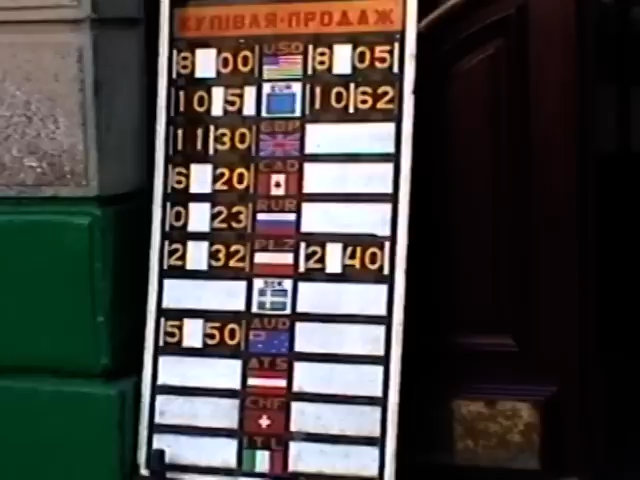 КУПІВЛЯ-ПРОДАЖ
8 00 USD 8 05
10 5 EUR 10 62
11 30 GBP
6 20 CAD
0 23 RUR
2 32 PLZ 2 40
SEK
5 50 AUD
ATS
CHF
ITL